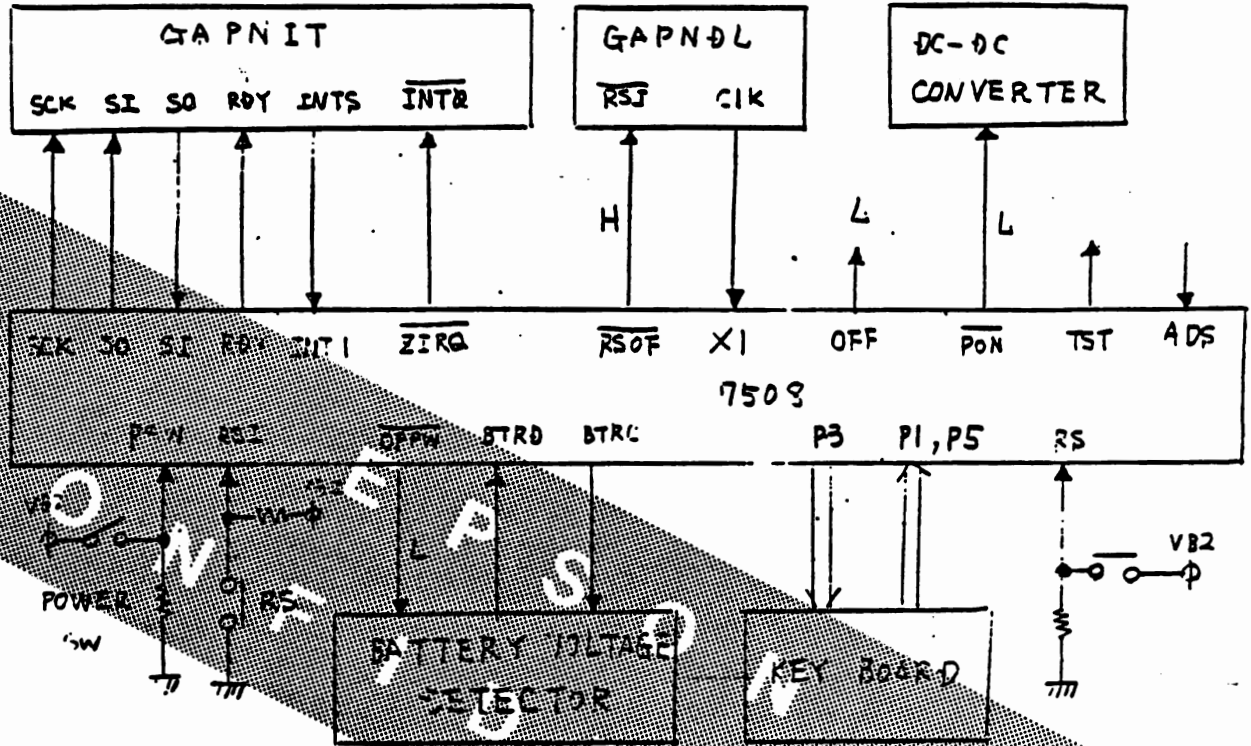 GAPNIT
GAPNDL
DC-DC
CONVERTER
SCK SI SO RDY INTS INTR
RSI CLK
H
L
L
SCK SO SI RDY INT1 ZIRQ RSOF X1 OFF PON TST ADS
7508
PSW RSI OFPW BTRD BTRC P3 P1, P5 RS
VB2
L
VB2
POWER
SW
RS
BATTERY VOLTAGE
DETECTOR
KEY BOARD
EPSON